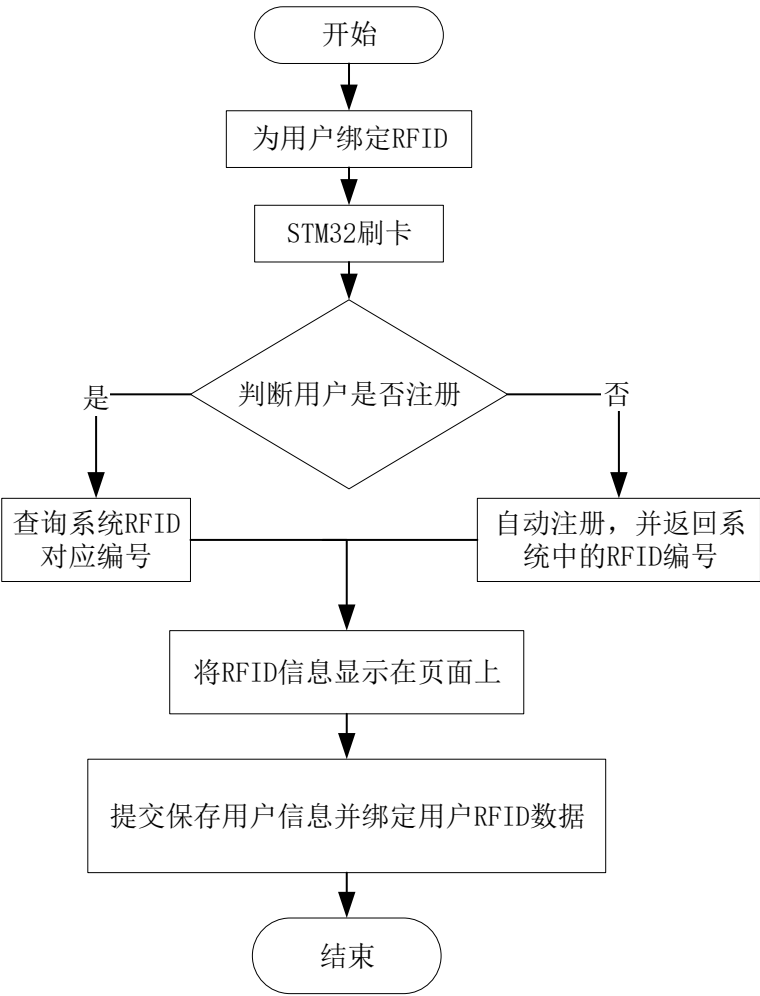 开始
为用户绑定RFID
STM32刷卡
判断用户是否注册
是
否
查询系统RFID
对应编号
自动注册，并返回系
统中的RFID编号
将RFID信息显示在页面上
提交保存用户信息并绑定用户RFID数据
结束